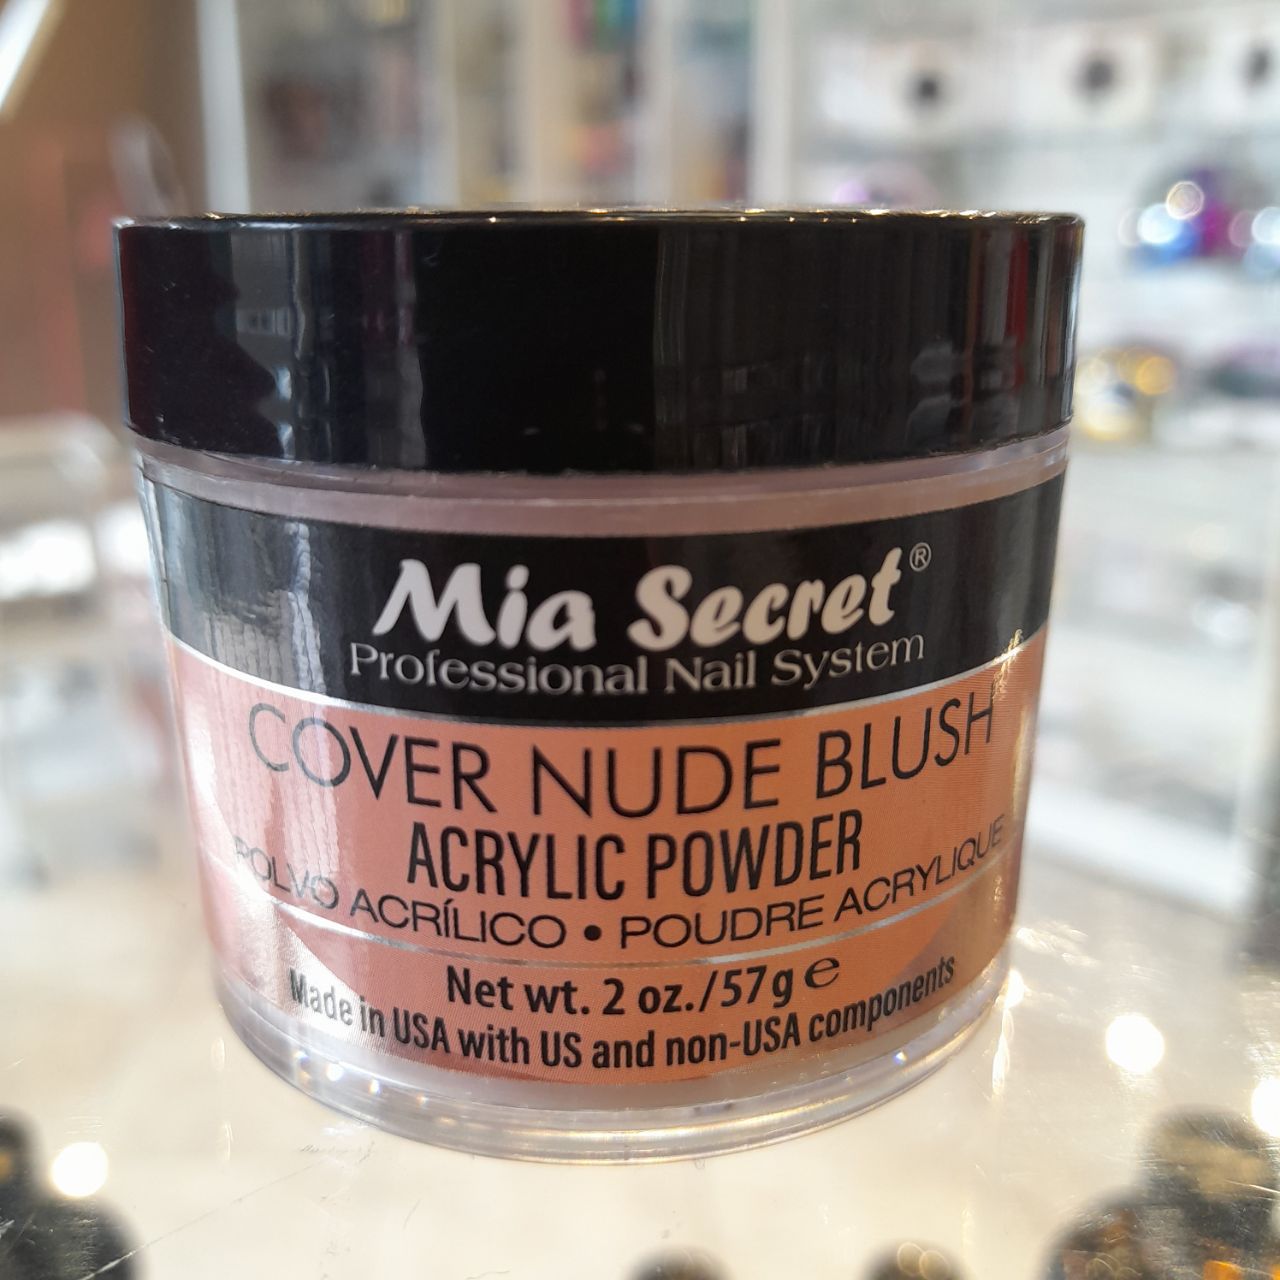 Mia Secret®
Professional Nail System
COVER NUDE BLUSH
ACRYLIC POWDER
POLVO ACRÍLICO • POUDRE ACRYLIQUE
Net wt. 2 oz./57g ℮
Made in USA with US and non-USA components